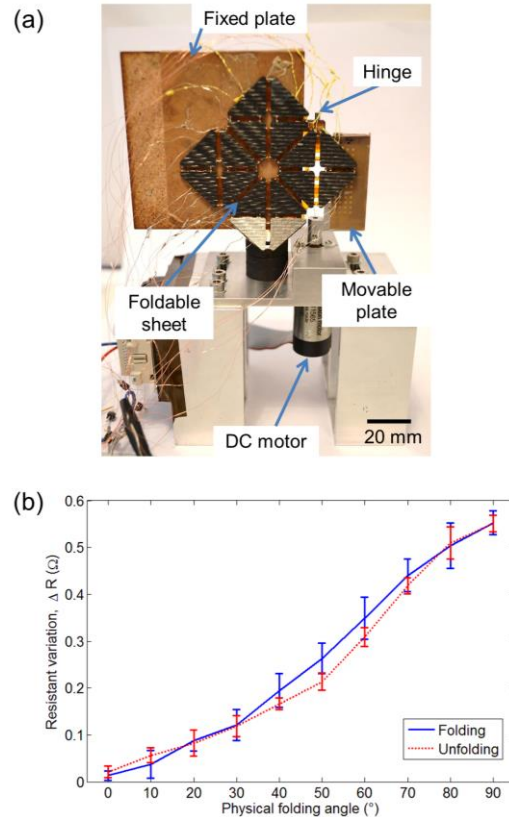 (a)
Fixed plate
Hinge
Foldable
sheet
Movable
plate
DC motor
20 mm
(b)
0.6
0.5
0.4
0.3
0.2
0.1
0
Resistant variation, Δ R (Ω)
Folding
Unfolding
0 10 20 30 40 50 60 70 80 90
Physical folding angle (°)